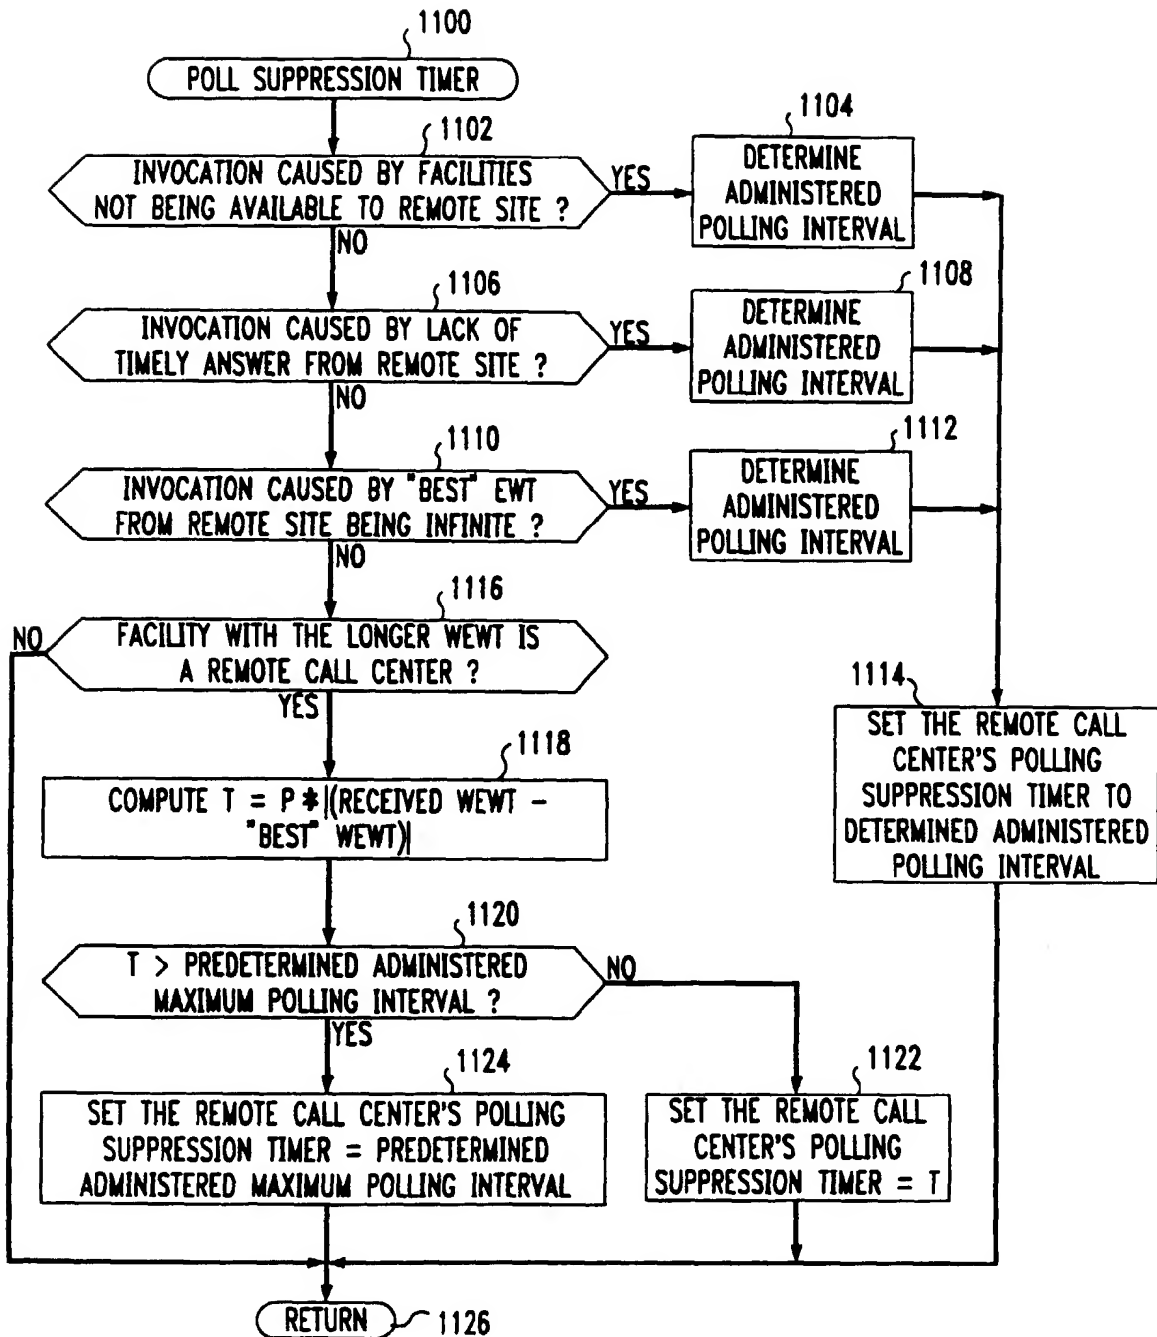 1100
POLL SUPPRESSION TIMER
1102
INVOCATION CAUSED BY FACILITIES
NOT BEING AVAILABLE TO REMOTE SITE ?
YES
NO
1104
DETERMINE
ADMINISTERED
POLLING INTERVAL
1106
INVOCATION CAUSED BY LACK OF
TIMELY ANSWER FROM REMOTE SITE ?
YES
NO
1108
DETERMINE
ADMINISTERED
POLLING INTERVAL
1110
INVOCATION CAUSED BY "BEST" EWT
FROM REMOTE SITE BEING INFINITE ?
YES
NO
1112
DETERMINE
ADMINISTERED
POLLING INTERVAL
1116
NO
FACILITY WITH THE LONGER WEWT IS
A REMOTE CALL CENTER ?
YES
1114
SET THE REMOTE CALL
CENTER'S POLLING
SUPPRESSION TIMER TO
DETERMINED ADMINISTERED
POLLING INTERVAL
1118
COMPUTE T = P * |(RECEIVED WEWT -
"BEST" WEWT)|
1120
T > PREDETERMINED ADMINISTERED
MAXIMUM POLLING INTERVAL ?
NO
YES
1124
SET THE REMOTE CALL CENTER'S POLLING
SUPPRESSION TIMER = PREDETERMINED
ADMINISTERED MAXIMUM POLLING INTERVAL
1122
SET THE REMOTE CALL
CENTER'S POLLING
SUPPRESSION TIMER = T
RETURN
1126